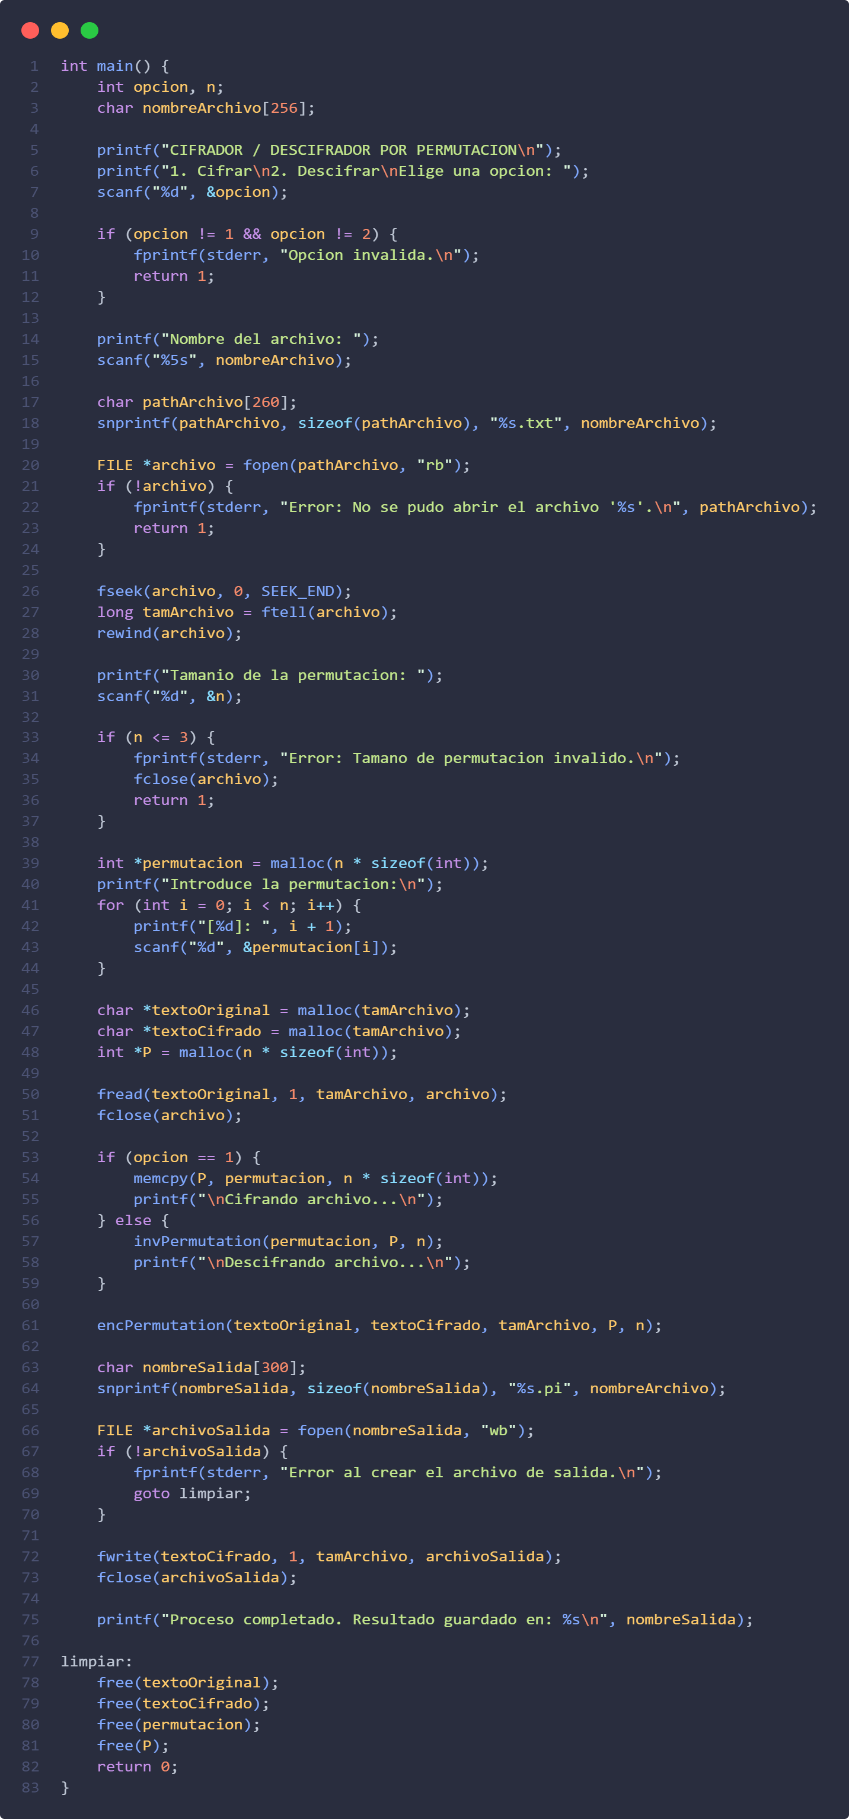 1 int main() {
2     int opcion, n;
3     char nombreArchivo[256];
4
5     printf("CIFRADOR / DESCIFRADOR POR PERMUTACION\n");
6     printf("1. Cifrar\n2. Descifrar\nElige una opcion: ");
7     scanf("%d", &opcion);
8
9     if (opcion != 1 && opcion != 2) {
10         fprintf(stderr, "Opcion invalida.\n");
11         return 1;
12     }
13
14     printf("Nombre del archivo: ");
15     scanf("%5s", nombreArchivo);
16
17     char pathArchivo[260];
18     snprintf(pathArchivo, sizeof(pathArchivo), "%s.txt", nombreArchivo);
19
20     FILE *archivo = fopen(pathArchivo, "rb");
21     if (!archivo) {
22         fprintf(stderr, "Error: No se pudo abrir el archivo '%s'.\n", pathArchivo);
23         return 1;
24     }
25
26     fseek(archivo, 0, SEEK_END);
27     long tamArchivo = ftell(archivo);
28     rewind(archivo);
29
30     printf("Tamanio de la permutacion: ");
31     scanf("%d", &n);
32
33     if (n <= 3) {
34         fprintf(stderr, "Error: Tamano de permutacion invalido.\n");
35         fclose(archivo);
36         return 1;
37     }
38
39     int *permutacion = malloc(n * sizeof(int));
40     printf("Introduce la permutacion:\n");
41     for (int i = 0; i < n; i++) {
42         printf("[%d]: ", i + 1);
43         scanf("%d", &permutacion[i]);
44     }
45
46     char *textoOriginal = malloc(tamArchivo);
47     char *textoCifrado = malloc(tamArchivo);
48     int *P = malloc(n * sizeof(int));
49
50     fread(textoOriginal, 1, tamArchivo, archivo);
51     fclose(archivo);
52
53     if (opcion == 1) {
54         memcpy(P, permutacion, n * sizeof(int));
55         printf("\nCifrando archivo...\n");
56     } else {
57         invPermutation(permutacion, P, n);
58         printf("\nDescifrando archivo...\n");
59     }
60
61     encPermutation(textoOriginal, textoCifrado, tamArchivo, P, n);
62
63     char nombreSalida[300];
64     snprintf(nombreSalida, sizeof(nombreSalida), "%s.pi", nombreArchivo);
65
66     FILE *archivoSalida = fopen(nombreSalida, "wb");
67     if (!archivoSalida) {
68         fprintf(stderr, "Error al crear el archivo de salida.\n");
69         goto limpiar;
70     }
71
72     fwrite(textoCifrado, 1, tamArchivo, archivoSalida);
73     fclose(archivoSalida);
74
75     printf("Proceso completado. Resultado guardado en: %s\n", nombreSalida);
76
77 limpiar:
78     free(textoOriginal);
79     free(textoCifrado);
80     free(permutacion);
81     free(P);
82     return 0;
83 }